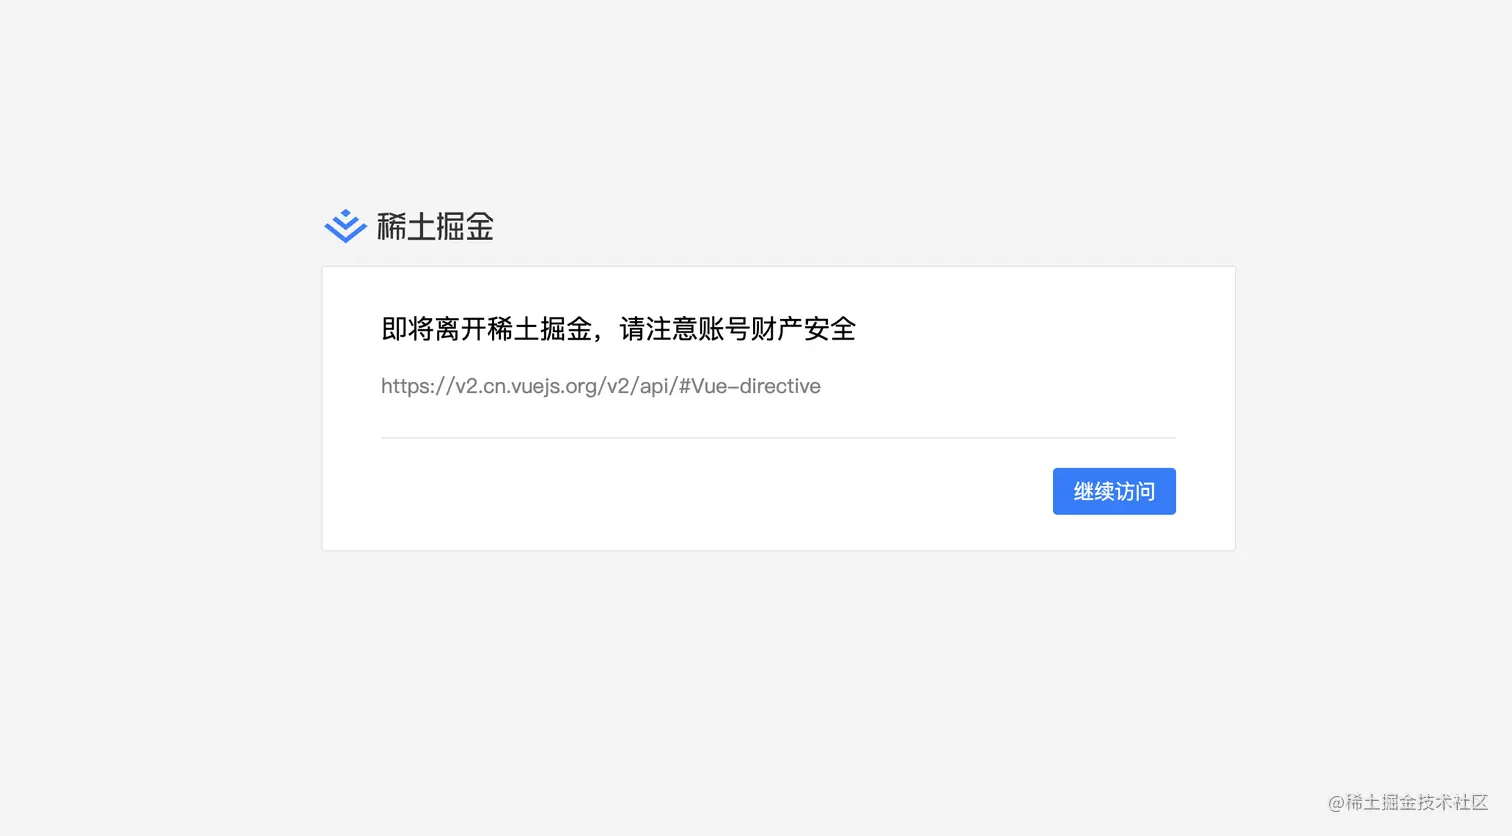 稀土掘金
即将离开稀土掘金，请注意账号财产安全
https://v2.cn.vuejs.org/v2/api/#Vue-directive
继续访问
@稀土掘金技术社区